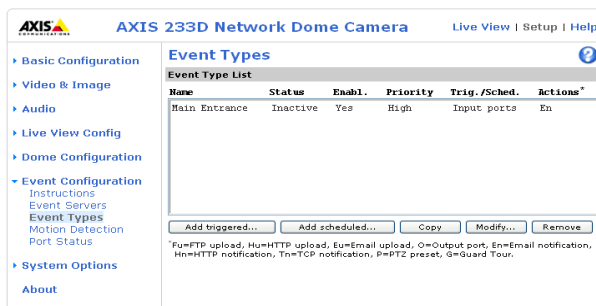 AXIS
COMMUNICATIONS
AXIS 233D Network Dome Camera
Live View | Setup | Help
Basic Configuration
Video & Image
Audio
Live View Config
Dome Configuration
Event Configuration
Instructions
Event Servers
Event Types
Motion Detection
Port Status
System Options
About
Event Types
?
Event Type List
Name Status Enabl. Priority Trig./Sched. Actions*
Main Entrance Inactive Yes High Input ports En
Add triggered... Add scheduled... Copy Modify... Remove
*Fu=FTP upload, Hu=HTTP upload, Eu=Email upload, O=Output port, En=Email notification,
Hn=HTTP notification, Tn=TCP notification, P=PTZ preset, G=Guard Tour.